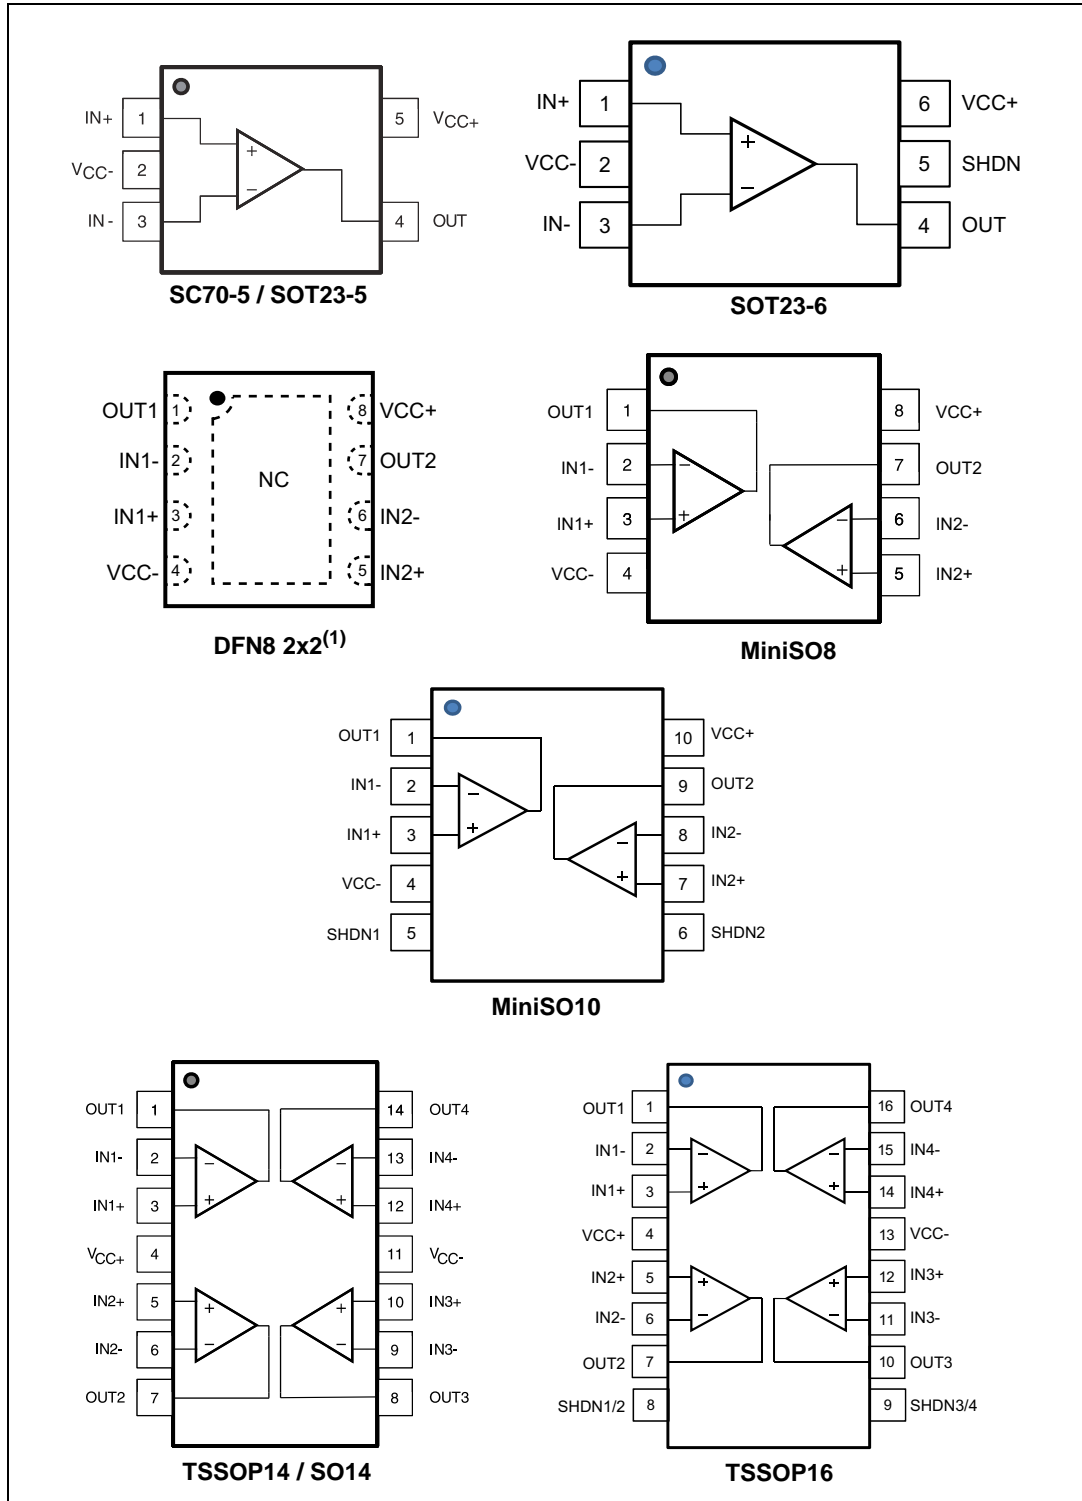 IN+ 1 + 5 VCC+
VCC- 2
IN- 3 − 4 OUT
SC70-5 / SOT23-5
IN+ 1 + 6 VCC+
VCC- 2 5 SHDN
IN- 3 − 4 OUT
SOT23-6
OUT1 1 8 VCC+
IN1- 2 7 OUT2
NC
IN1+ 3 6 IN2-
VCC- 4 5 IN2+
DFN8 2x2(1)
OUT1 1 8 VCC+
IN1- 2 − 7 OUT2
IN1+ 3 + − 6 IN2-
VCC- 4 + 5 IN2+
MiniSO8
OUT1 1 10 VCC+
IN1- 2 − 9 OUT2
IN1+ 3 + − 8 IN2-
VCC- 4 + 7 IN2+
SHDN1 5 6 SHDN2
MiniSO10
OUT1 1 14 OUT4
IN1- 2 − − 13 IN4-
IN1+ 3 + + 12 IN4+
VCC+ 4 11 VCC-
IN2+ 5 + + 10 IN3+
IN2- 6 − − 9 IN3-
OUT2 7 8 OUT3
TSSOP14 / SO14
OUT1 1 16 OUT4
IN1- 2 − − 15 IN4-
IN1+ 3 + + 14 IN4+
VCC+ 4 13 VCC-
IN2+ 5 + + 12 IN3+
IN2- 6 − − 11 IN3-
OUT2 7 10 OUT3
SHDN1/2 8 9 SHDN3/4
TSSOP16